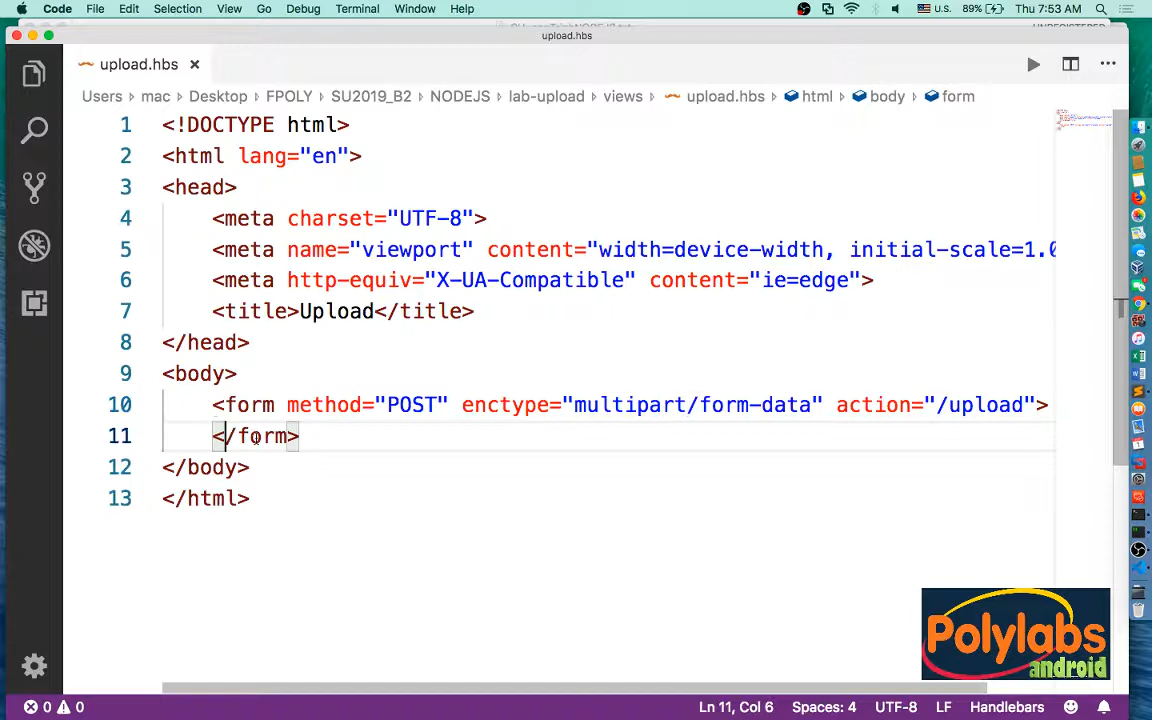 Code File Edit Selection View Go Debug Terminal Window Help U.S. 89% Thu 7:53 AM
upload.hbs
upload.hbs
Users mac Desktop FPOLY SU2019_B2 NODEJS lab-upload views upload.hbs html body form
1 <!DOCTYPE html>
2 <html lang="en">
3 <head>
4 <meta charset="UTF-8">
5 <meta name="viewport" content="width=device-width, initial-scale=1.0
6 <meta http-equiv="X-UA-Compatible" content="ie=edge">
7 <title>Upload</title>
8 </head>
9 <body>
10 <form method="POST" enctype="multipart/form-data" action="/upload">
11 </form>
12 </body>
13 </html>
Polylabs
android
0 0 Ln 11, Col 6 Spaces: 4 UTF-8 LF Handlebars